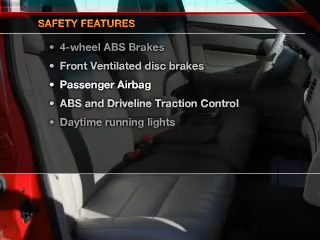 SAFETY FEATURES
• 4-wheel ABS Brakes
• Front Ventilated disc brakes
• Passenger Airbag
• ABS and Driveline Traction Control
• Daytime running lights